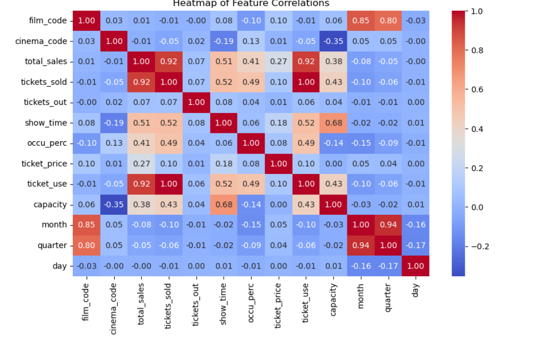 Heatmap of Feature Correlations
film_code 1.00 0.03 0.01 -0.01 -0.00 0.08 -0.10 0.10 -0.01 0.06 0.85 0.80 -0.03
cinema_code 0.03 1.00 -0.01 -0.05 0.02 -0.19 0.13 0.01 -0.05 -0.35 0.05 0.05 -0.00
total_sales 0.01 -0.01 1.00 0.92 0.07 0.51 0.41 0.27 0.92 0.38 -0.08 -0.05 -0.00
tickets_sold -0.01 -0.05 0.92 1.00 0.07 0.52 0.49 0.10 1.00 0.43 -0.10 -0.06 -0.01
tickets_out -0.00 0.02 0.07 0.07 1.00 0.08 0.04 0.01 0.06 0.04 -0.01 -0.01 0.00
show_time 0.08 -0.19 0.51 0.52 0.08 1.00 0.06 0.18 0.52 0.68 -0.02 -0.02 0.01
occu_perc -0.10 0.13 0.41 0.49 0.04 0.06 1.00 0.08 0.49 -0.14 -0.15 -0.09 -0.01
ticket_price 0.10 0.01 0.27 0.10 0.01 0.18 0.08 1.00 0.10 0.00 0.05 0.04 0.00
ticket_use -0.01 -0.05 0.92 1.00 0.06 0.52 0.49 0.10 1.00 0.43 -0.10 -0.06 -0.01
capacity 0.06 -0.35 0.38 0.43 0.04 0.68 -0.14 0.00 0.43 1.00 -0.03 -0.02 0.01
month 0.85 0.05 -0.08 -0.10 -0.01 -0.02 -0.15 0.05 -0.10 -0.03 1.00 0.94 -0.16
quarter 0.80 0.05 -0.05 -0.06 -0.01 -0.02 -0.09 0.04 -0.06 -0.02 0.94 1.00 -0.17
day -0.03 -0.00 -0.00 -0.01 0.00 0.01 -0.01 0.00 -0.01 0.01 -0.16 -0.17 1.00
film_code cinema_code total_sales tickets_sold tickets_out show_time occu_perc ticket_price ticket_use capacity month quarter day
1.0
0.8
0.6
0.4
0.2
0.0
−0.2